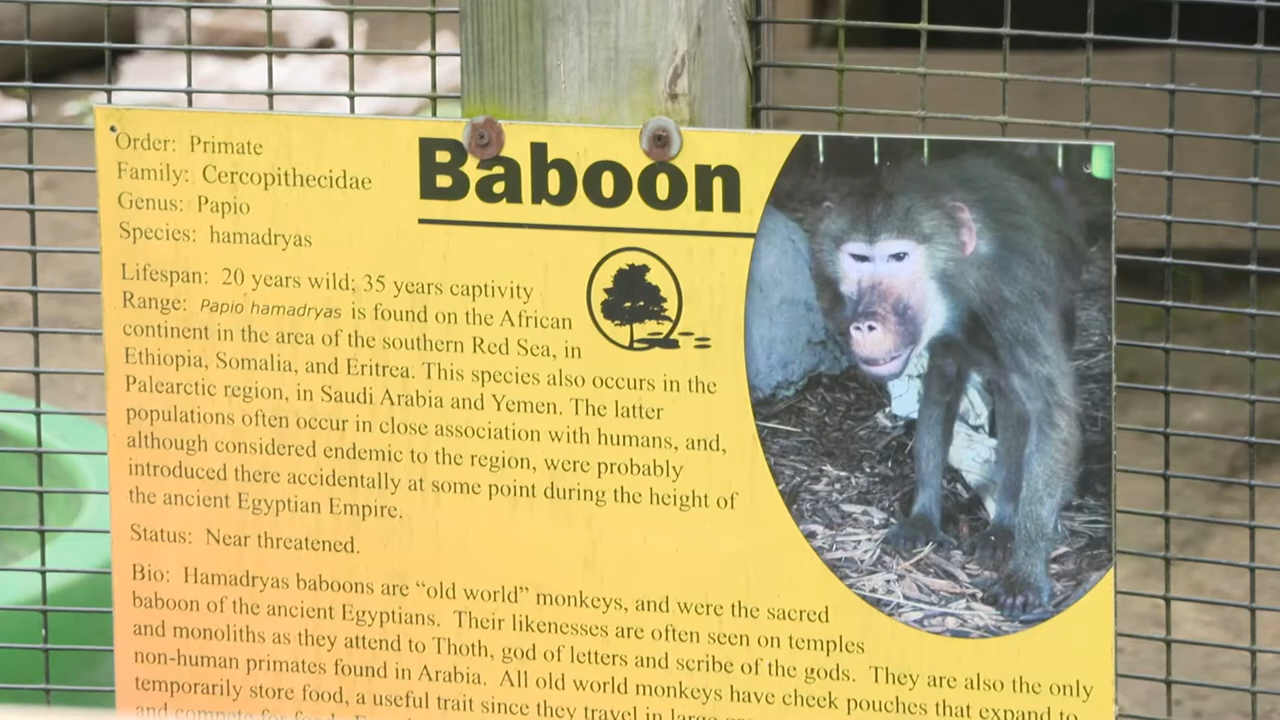 Baboon
Order: Primate
Family: Cercopithecidae
Genus: Papio
Species: hamadryas
Lifespan: 20 years wild; 35 years captivity
Range: Papio hamadryas is found on the African
continent in the area of the southern Red Sea, in
Ethiopia, Somalia, and Eritrea. This species also occurs in the
Palearctic region, in Saudi Arabia and Yemen. The latter
populations often occur in close association with humans, and,
although considered endemic to the region, were probably
introduced there accidentally at some point during the height of
the ancient Egyptian Empire.
Status: Near threatened.
Bio: Hamadryas baboons are “old world” monkeys, and were the sacred
baboon of the ancient Egyptians. Their likenesses are often seen on temples
and monoliths as they attend to Thoth, god of letters and scribe of the gods. They are also the only
non-human primates found in Arabia. All old world monkeys have cheek pouches that expand to
temporarily store food, a useful trait since they travel in large
and compete for food.